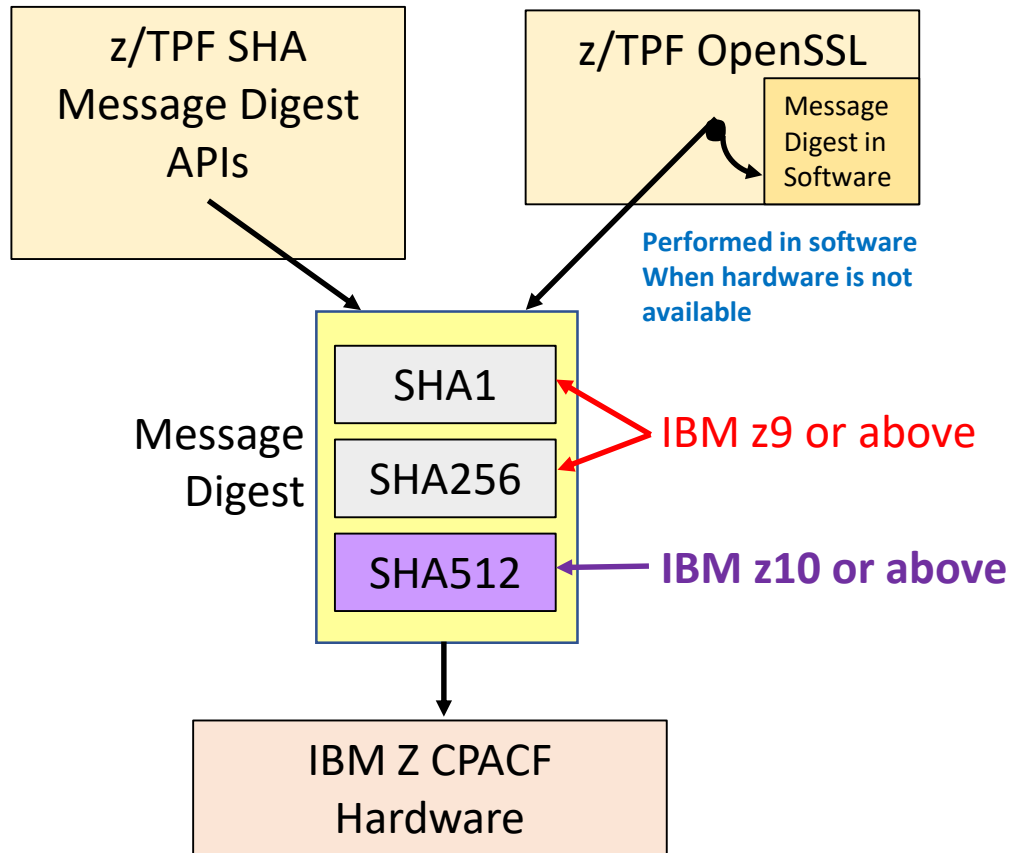 z/TPF SHA
Message Digest
APIs
z/TPF OpenSSL
Message
Digest in
Software
Performed in software
When hardware is not
available
Message
Digest
SHA1
SHA256
SHA512
IBM z9 or above
IBM z10 or above
IBM Z CPACF
Hardware